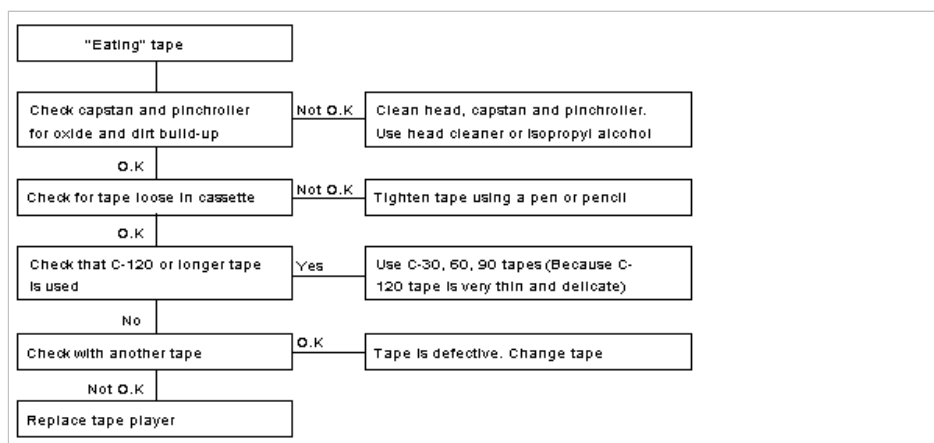 "Eating" tape
Check capstan and pinchroller
for oxide and dirt build-up
Not O.K
Clean head, capstan and pinchroller.
Use head cleaner or isopropyl alcohol
O.K
Check for tape loose in cassette
Not O.K
Tighten tape using a pen or pencil
O.K
Check that C-120 or longer tape
is used
Yes
Use C-30, 60, 90 tapes (Because C-
120 tape is very thin and delicate)
No
Check with another tape
O.K
Tape is defective. Change tape
Not O.K
Replace tape player